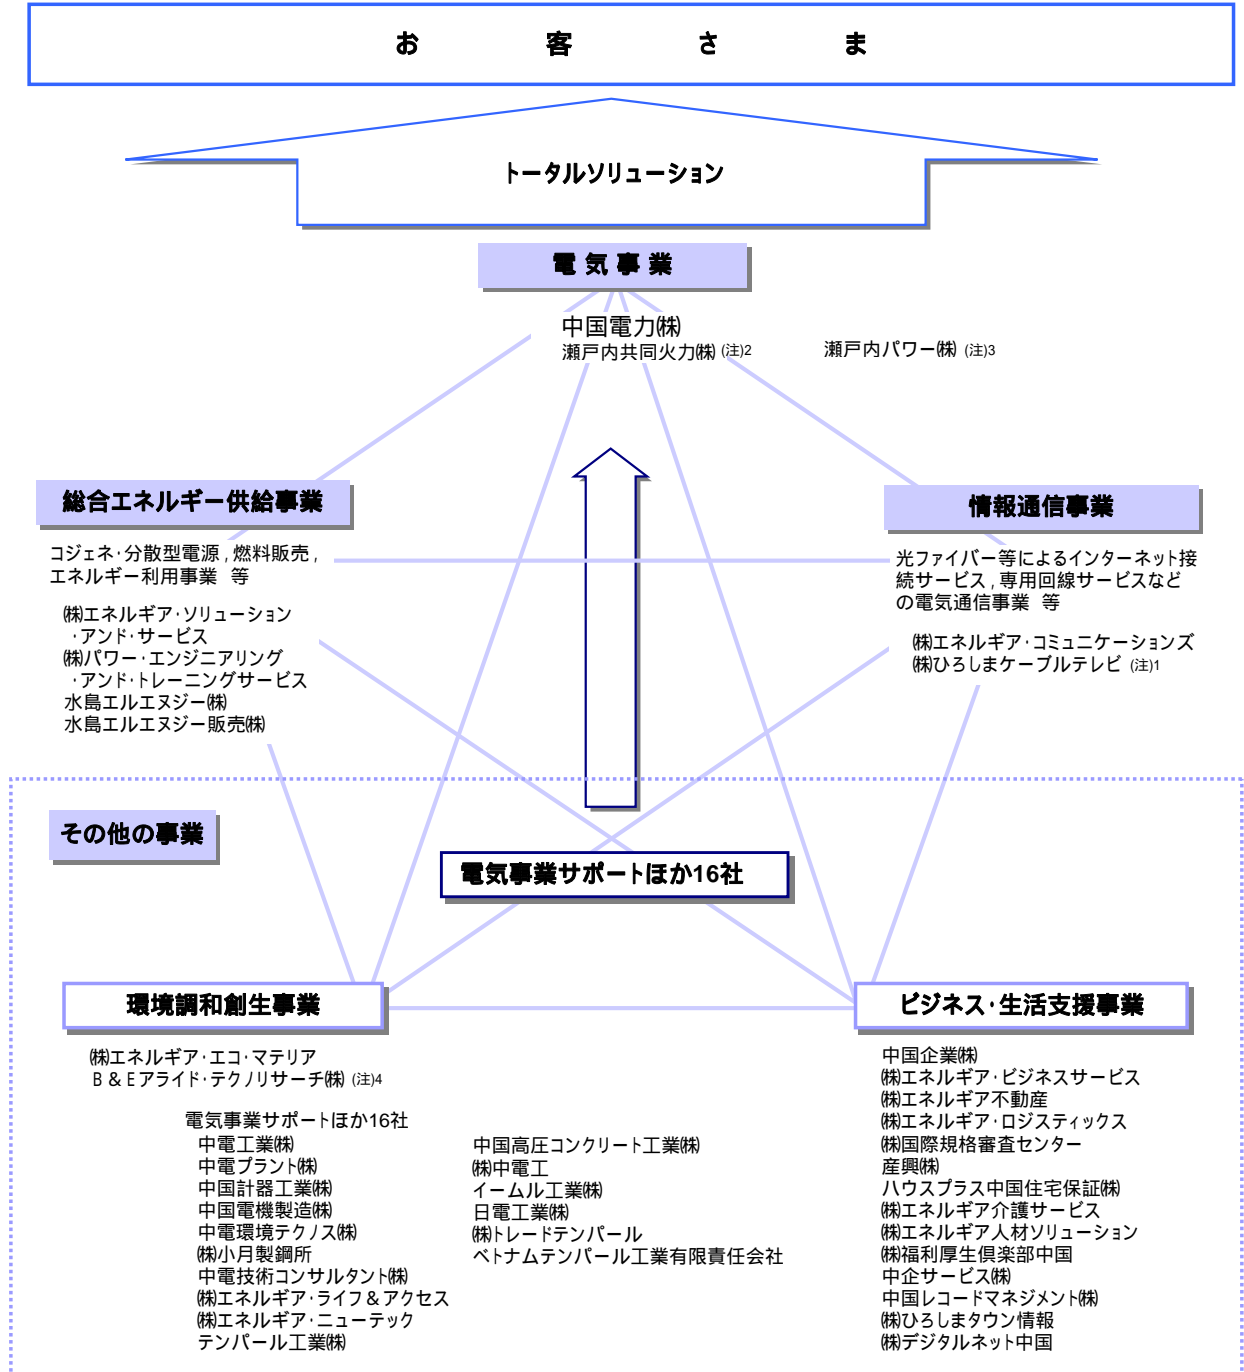 お客さま
トータルソリューション
電気事業
中国電力㈱
瀬戸内共同火力㈱ (注)2
瀬戸内パワー㈱ (注)3
総合エネルギー供給事業
コジェネ・分散型電源，燃料販売，
エネルギー利用事業 等
㈱エネルギア・ソリューション
・アンド・サービス
㈱パワー・エンジニアリング
・アンド・トレーニングサービス
水島エルエヌジー㈱
水島エルエヌジー販売㈱
情報通信事業
光ファイバー等によるインターネット接
続サービス，専用回線サービスなど
の電気通信事業 等
㈱エネルギア・コミュニケーションズ
㈱ひろしまケーブルテレビ (注)1
その他の事業
電気事業サポートほか16社
環境調和創生事業
㈱エネルギア・エコ・マテリア
Ｂ＆Ｅアライド・テクノリサーチ㈱ (注)4
電気事業サポートほか16社
中電工業㈱
中電プラント㈱
中国計器工業㈱
中国電機製造㈱
中電環境テクノス㈱
㈱小月製鋼所
中電技術コンサルタント㈱
㈱エネルギア・ライフ＆アクセス
㈱エネルギア・ニューテック
テンパール工業㈱
中国高圧コンクリート工業㈱
㈱中電工
イームル工業㈱
日電工業㈱
㈱トレードテンパール
ベトナムテンパール工業有限責任会社
ビジネス・生活支援事業
中国企業㈱
㈱エネルギア・ビジネスサービス
㈱エネルギア不動産
㈱エネルギア・ロジスティックス
㈱国際規格審査センター
産興㈱
ハウスプラス中国住宅保証㈱
㈱エネルギア介護サービス
㈱エネルギア人材ソリューション
㈱福利厚生倶楽部中国
中企サービス㈱
中国レコードマネジメント㈱
㈱ひろしまタウン情報
㈱デジタルネット中国